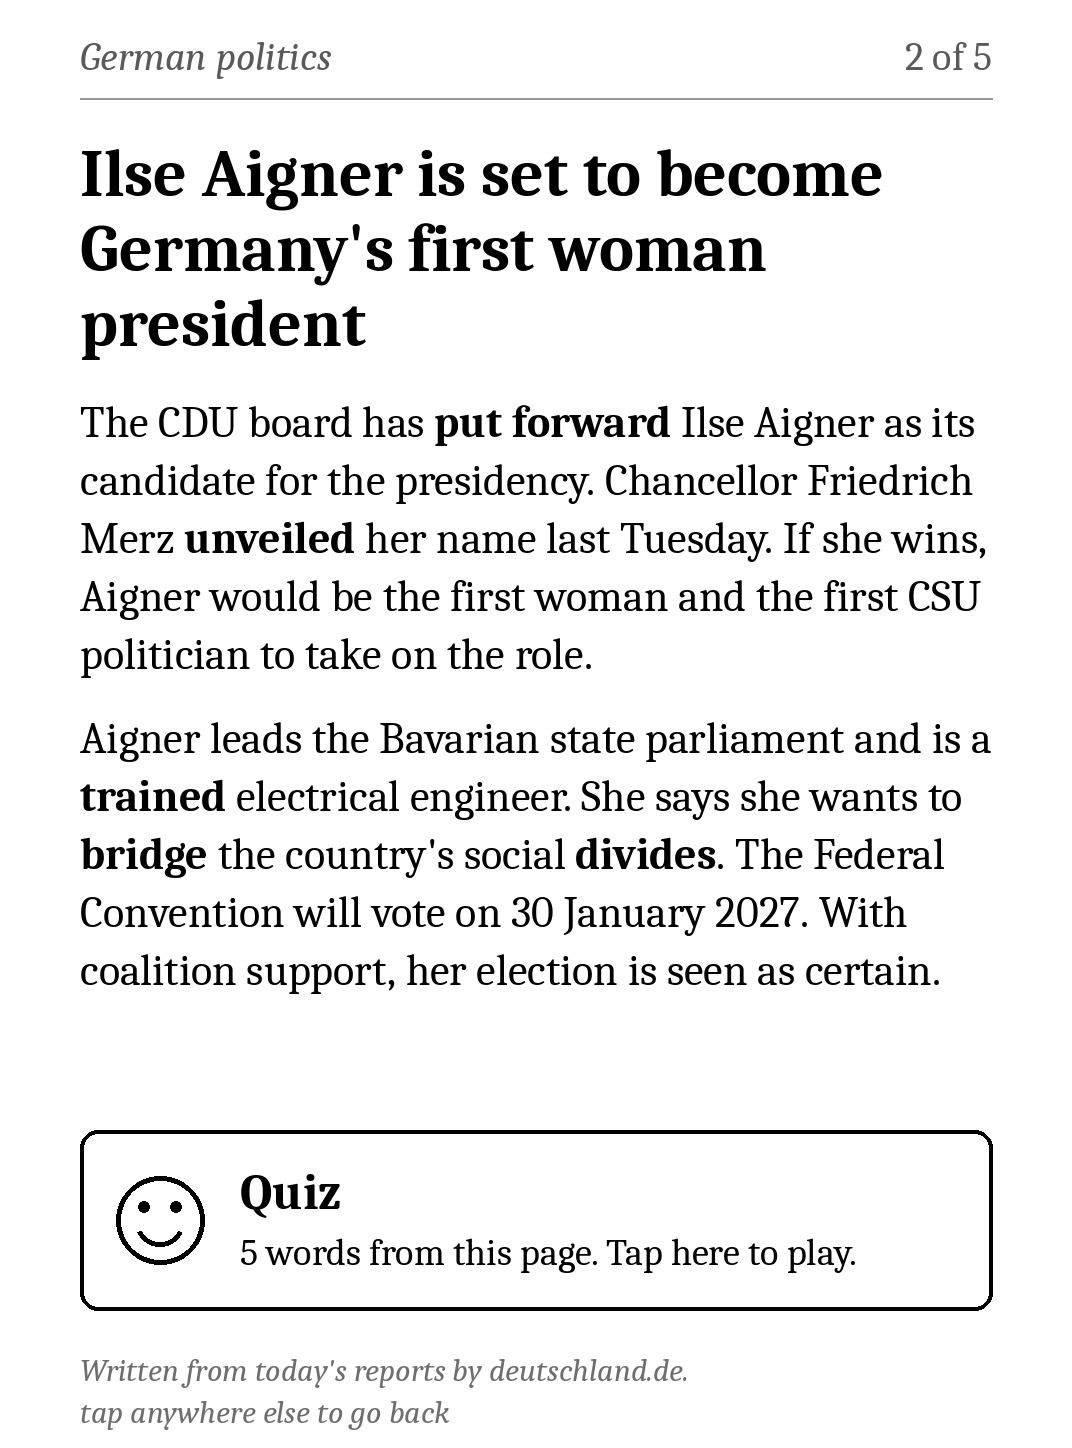 German politics
2 of 5
Ilse Aigner is set to become
Germany's first woman
president
The CDU board has put forward Ilse Aigner as its
candidate for the presidency. Chancellor Friedrich
Merz unveiled her name last Tuesday. If she wins,
Aigner would be the first woman and the first CSU
politician to take on the role.
Aigner leads the Bavarian state parliament and is a
trained electrical engineer. She says she wants to
bridge the country's social divides. The Federal
Convention will vote on 30 January 2027. With
coalition support, her election is seen as certain.
Quiz
5 words from this page. Tap here to play.
Written from today's reports by deutschland.de.
tap anywhere else to go back